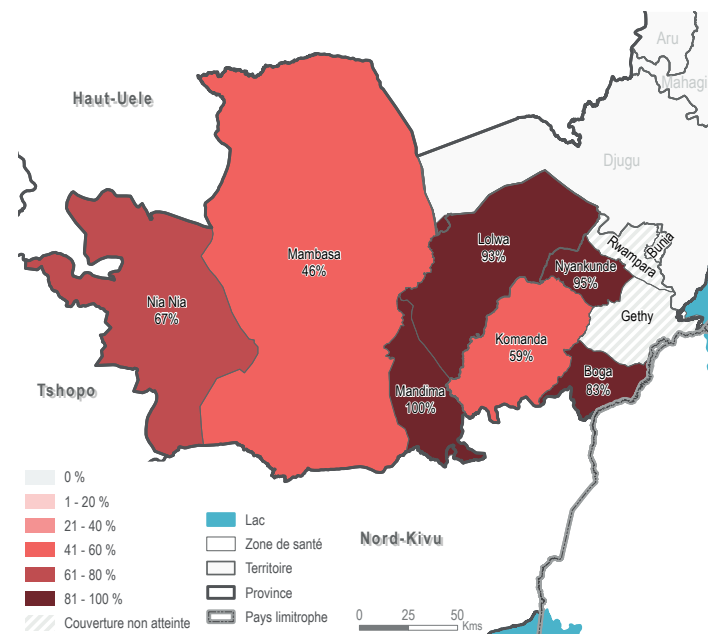 Aru
Haut-Uele
Mahagi
Djugu
Lolwa
93%
Bunia
Rwampara
Mambasa
46%
Nyankunde
95%
Nia Nia
67%
Gethy
Komanda
59%
Boga
83%
Tshopo
Mandima
100%
0 %
1 - 20 %
21 - 40 %
41 - 60 %
61 - 80 %
81 - 100 %
Couverture non atteinte
Lac
Zone de santé
Territoire
Province
Pays limitrophe
Nord-Kivu
0 25 50
Kms